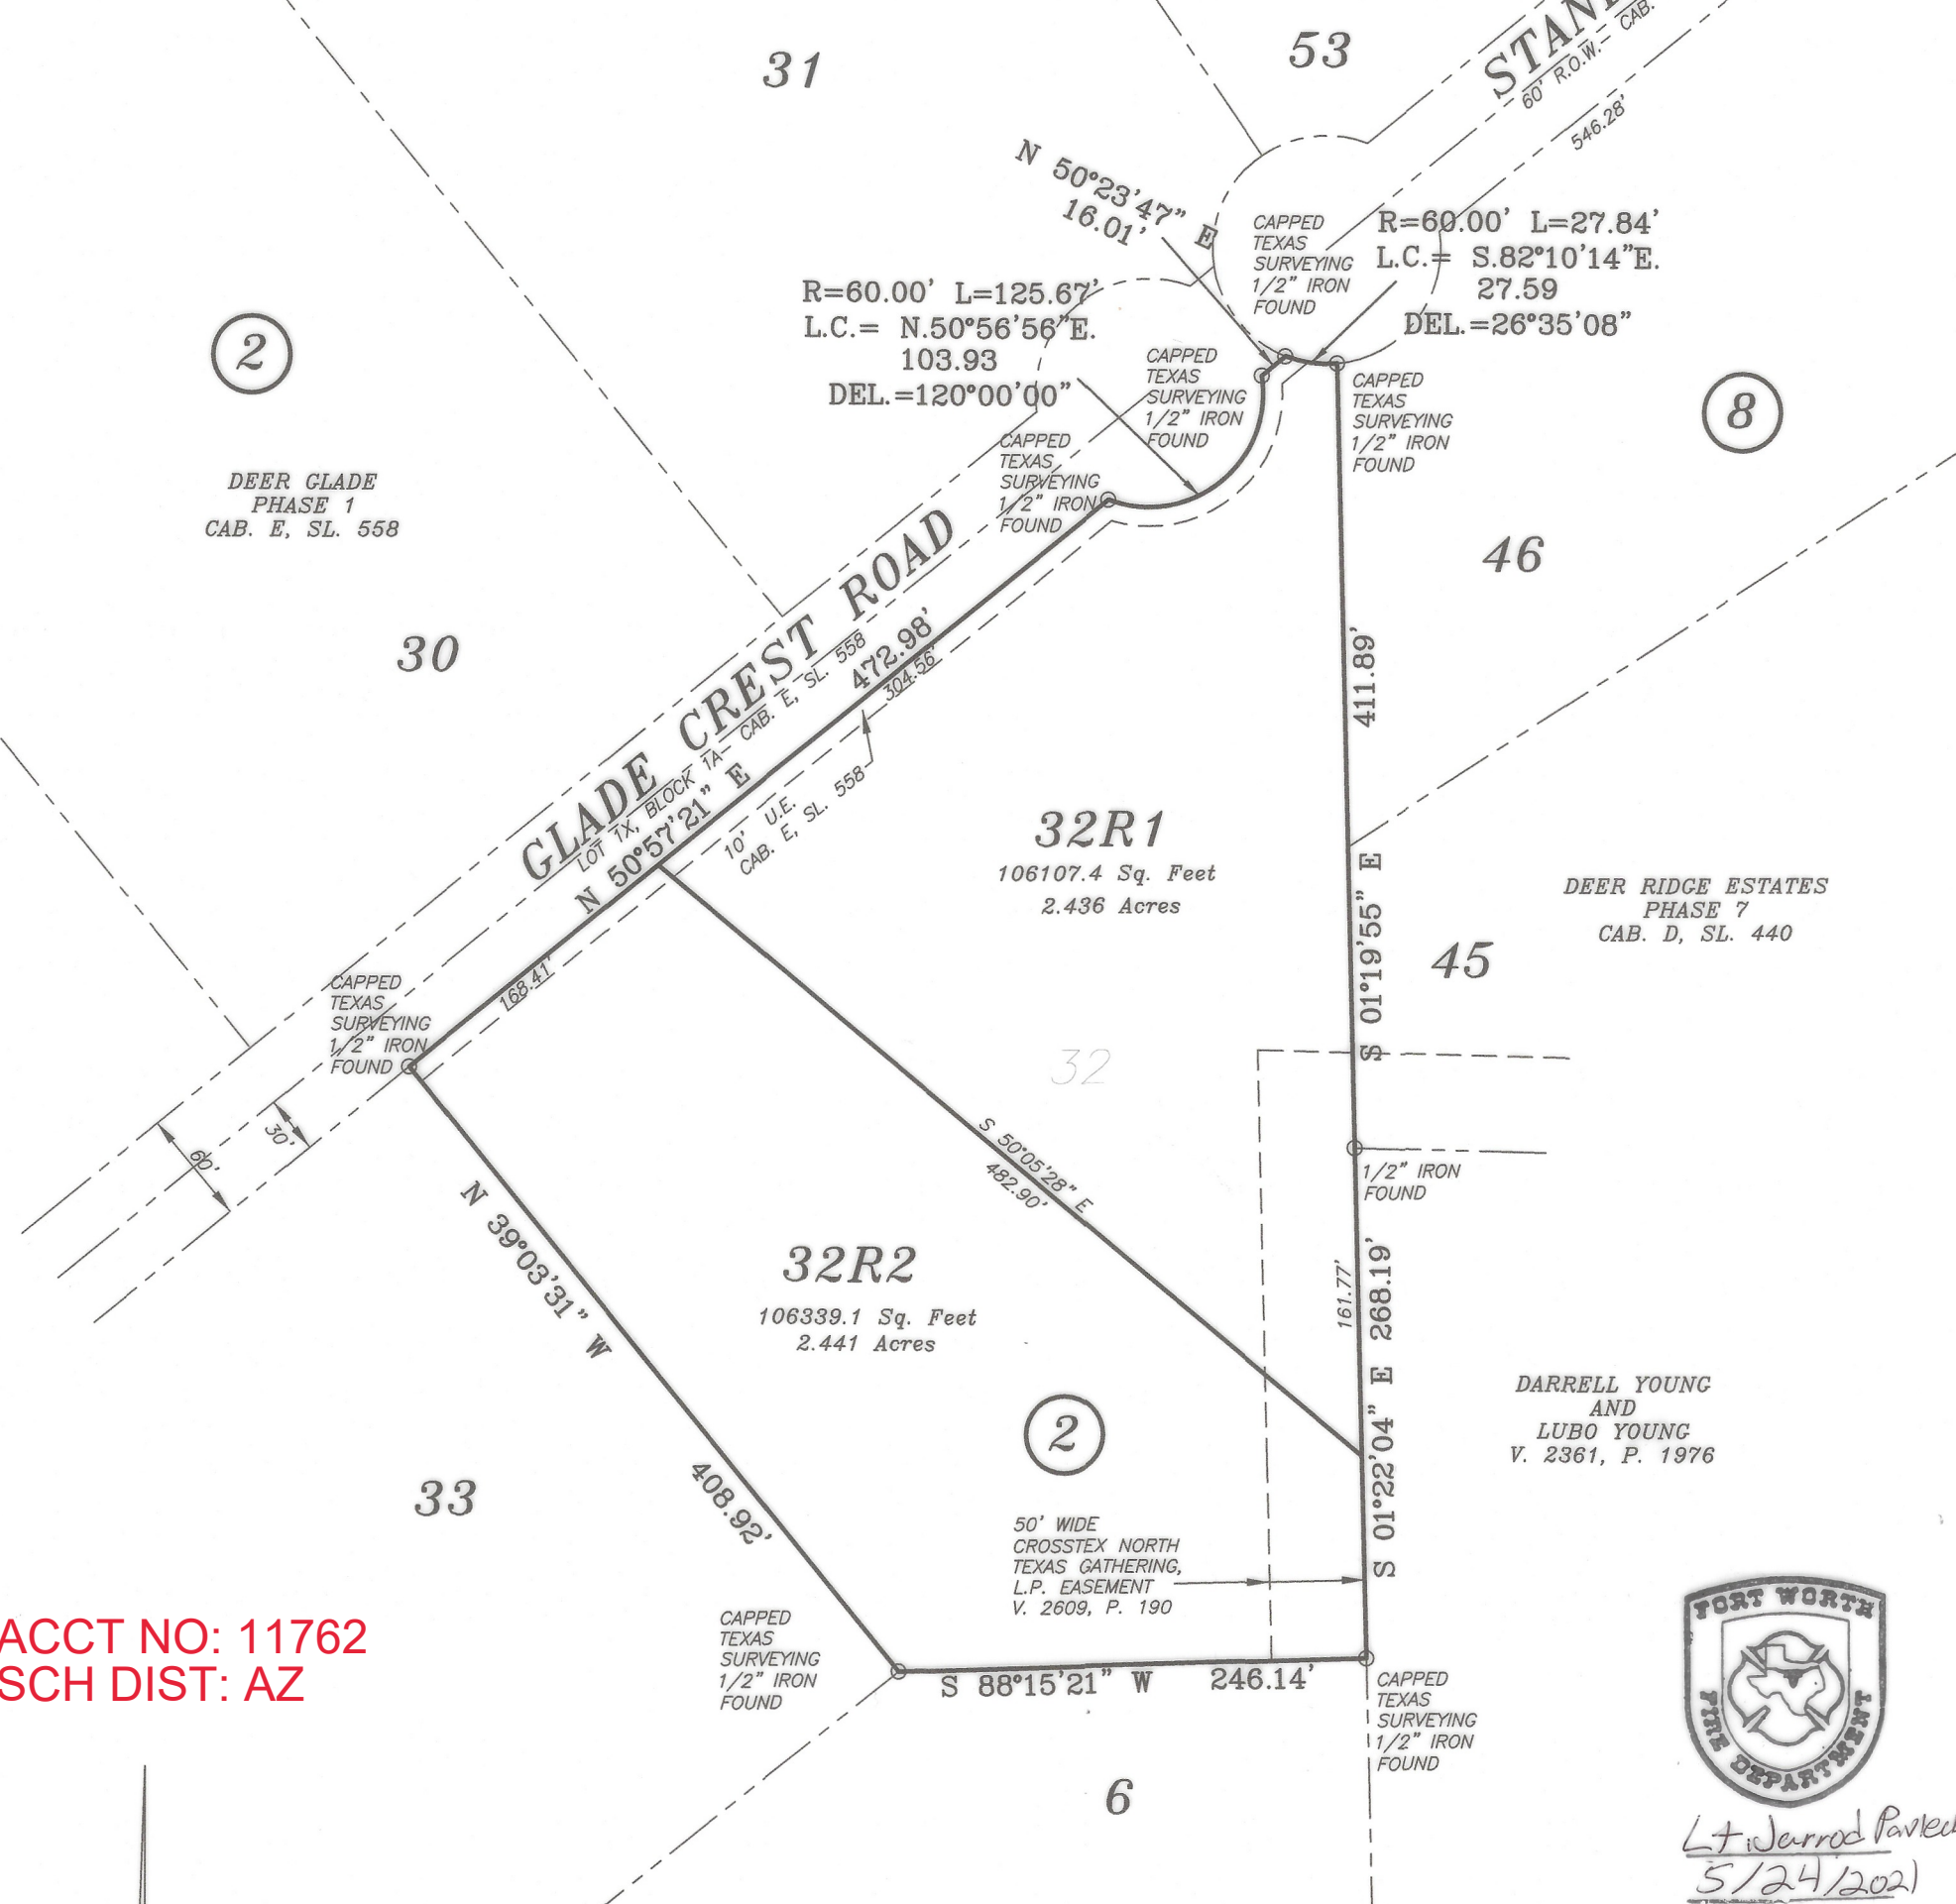 31
53
STAN
60' R.O.W.- CAB.
546.28'
N 50°23'47" E
16.01'
CAPPED
TEXAS
SURVEYING
1/2" IRON
FOUND
R=60.00' L=27.84'
L.C.= S.82°10'14"E.
27.59
DEL.=26°35'08"
R=60.00' L=125.67'
L.C.= N.50°56'56"E.
103.93
DEL.=120°00'00"
CAPPED
TEXAS
SURVEYING
1/2" IRON
FOUND
CAPPED
TEXAS
SURVEYING
1/2" IRON
FOUND
CAPPED
TEXAS
SURVEYING
1/2" IRON
FOUND
2
8
DEER GLADE
PHASE 1
CAB. E, SL. 558
46
30
GLADE CREST ROAD
LOT 1X, BLOCK 1A- CAB. E, SL. 558
N 50°57'21" E
472.98'
304.56'
10' U.E.
CAB. E, SL. 558
411.89'
32R1
106107.4 Sq. Feet
2.436 Acres
S 01°19'55" E
DEER RIDGE ESTATES
PHASE 7
CAB. D, SL. 440
45
168.41'
CAPPED
TEXAS
SURVEYING
1/2" IRON
FOUND
30'
60'
32
S 50°05'28" E
482.90'
1/2" IRON
FOUND
N 39°03'31" W
408.92'
32R2
106339.1 Sq. Feet
2.441 Acres
161.77'
S 01°22'04" E 268.19'
2
DARRELL YOUNG
AND
LUBO YOUNG
V. 2361, P. 1976
33
50' WIDE
CROSSTEX NORTH
TEXAS GATHERING,
L.P. EASEMENT
V. 2609, P. 190
CAPPED
TEXAS
SURVEYING
1/2" IRON
FOUND
S 88°15'21" W 246.14'
CAPPED
TEXAS
SURVEYING
1/2" IRON
FOUND
6
ACCT NO: 11762
SCH DIST: AZ
FORT WORTH
FIRE DEPARTMENT
Lt. Jarrod
5/24/2021